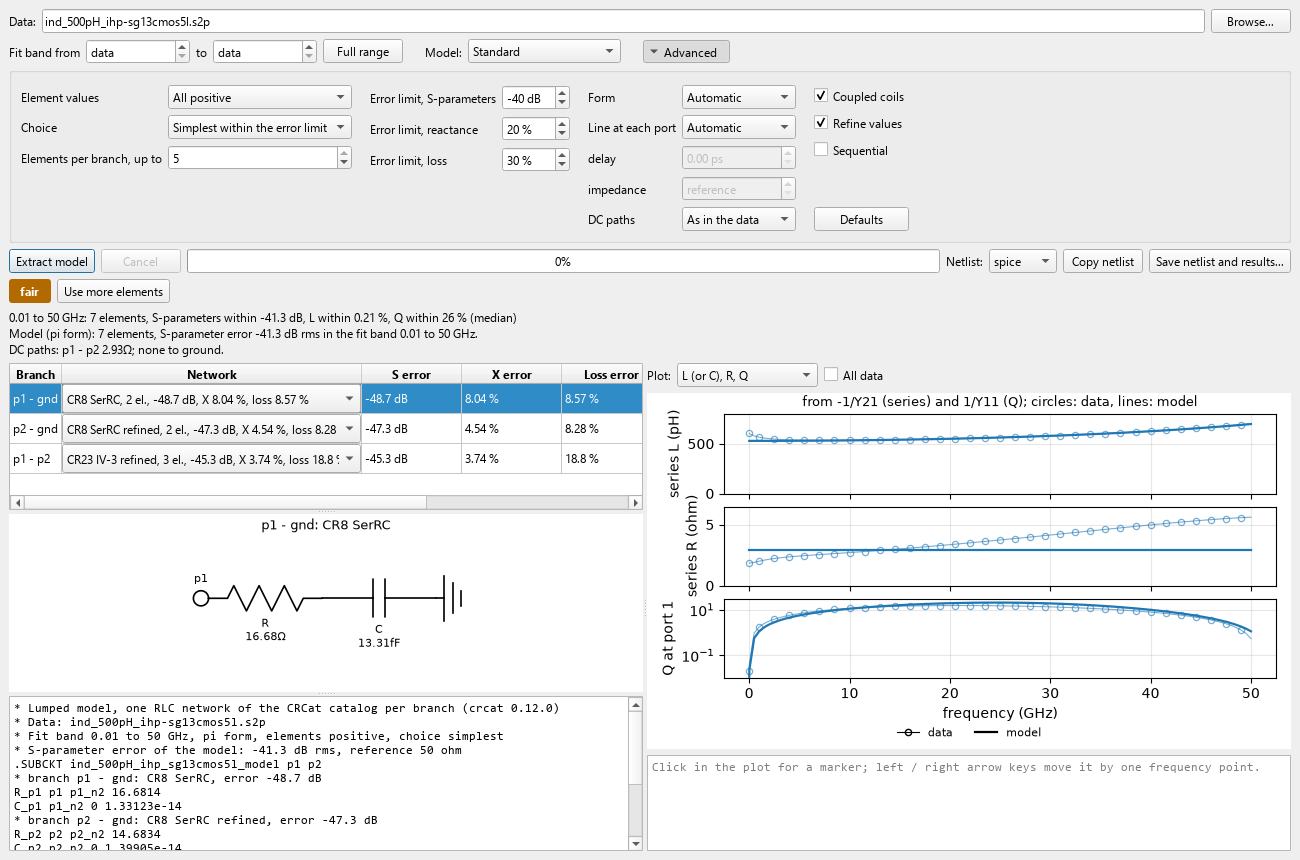 Data: ind_500pH_ihp-sg13cmos5l.s2p Browse...
Fit band from data to data Full range Model: Standard Advanced
Element values All positive Error limit, S-parameters -40 dB Form Automatic Coupled coils
Choice Simplest within the error limit Error limit, reactance 20 % Line at each port Automatic Refine values
Elements per branch, up to 5 Error limit, loss 30 % delay 0.00 ps Sequential
impedance reference
DC paths As in the data Defaults
Extract model Cancel 0% Netlist: spice Copy netlist Save netlist and results...
fair Use more elements
0.01 to 50 GHz: 7 elements, S-parameters within -41.3 dB, L within 0.21 %, Q within 26 % (median)
Model (pi form): 7 elements, S-parameter error -41.3 dB rms in the fit band 0.01 to 50 GHz.
DC paths: p1 - p2 2.93Ω; none to ground.
Branch Network S error X error Loss error
p1 - gnd CR8 SerRC, 2 el., -48.7 dB, X 8.04 %, loss 8.57 % -48.7 dB 8.04 % 8.57 %
p2 - gnd CR8 SerRC refined, 2 el., -47.3 dB, X 4.54 %, loss 8.28 -47.3 dB 4.54 % 8.28 %
p1 - p2 CR23 IV-3 refined, 3 el., -45.3 dB, X 3.74 %, loss 18.8 % -45.3 dB 3.74 % 18.8 %
p1 - gnd: CR8 SerRC
p1
R
16.68Ω
C
13.31fF
* Lumped model, one RLC network of the CRCat catalog per branch (crcat 0.12.0)
* Data: ind_500pH_ihp-sg13cmos5l.s2p
* Fit band 0.01 to 50 GHz, pi form, elements positive, choice simplest
* S-parameter error of the model: -41.3 dB rms, reference 50 ohm
.SUBCKT ind_500pH_ihp_sg13cmos5l_model p1 p2
* branch p1 - gnd: CR8 SerRC, error -48.7 dB
R_p1 p1 p1_n2 16.6814
C_p1 p1_n2 0 1.33123e-14
* branch p2 - gnd: CR8 SerRC refined, error -47.3 dB
R_p2 p2 p2_n2 14.6834
C_p2 p2_n2 0 1.39905e-14
Plot: L (or C), R, Q All data
from -1/Y21 (series) and 1/Y11 (Q); circles: data, lines: model
series L (pH)
500
0
series R (ohm)
5
0
Q at port 1
10¹
10⁻¹
0 10 20 30 40 50
frequency (GHz)
data model
Click in the plot for a marker; left / right arrow keys move it by one frequency point.